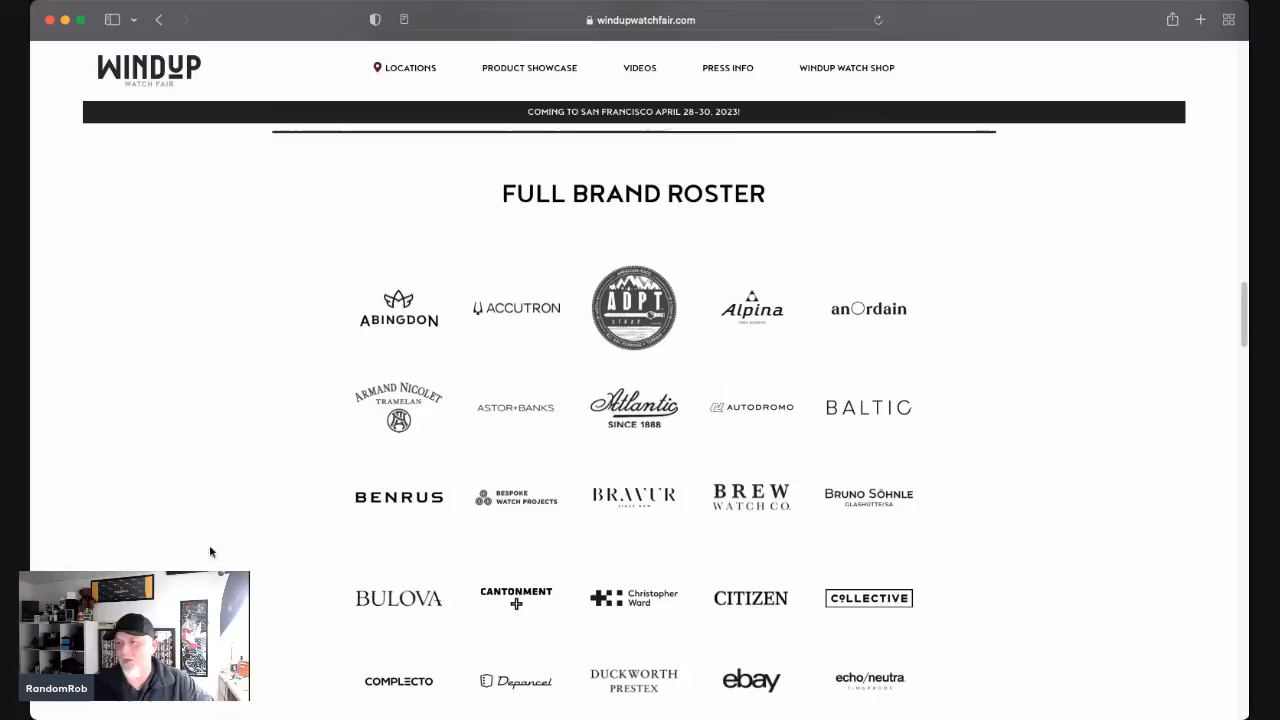 windupwatchfair.com
WINDUP
WATCH FAIR
LOCATIONS
PRODUCT SHOWCASE
VIDEOS
PRESS INFO
WINDUP WATCH SHOP
COMING TO SAN FRANCISCO APRIL 28-30, 2023!
FULL BRAND ROSTER
ABINGDON
ACCUTRON
ADPT
STRAP
Alpina
anOrdain
ARMAND NICOLET
TRAMELAN
ASTOR+BANKS
Atlantic
SINCE 1888
AUTODROMO
BALTIC
BENRUS
BESPOKE
WATCH PROJECTS
BRAVUR
BREW
WATCH CO.
BRUNO SÖHNLE
GLASHÜTTE/SA
BULOVA
CANTONMENT
Christopher
Ward
CITIZEN
COLLECTIVE
COMPLECTO
Depancel
DUCKWORTH
PRESTEX
ebay
echo/neutra
TIMEPROOF
RandomRob